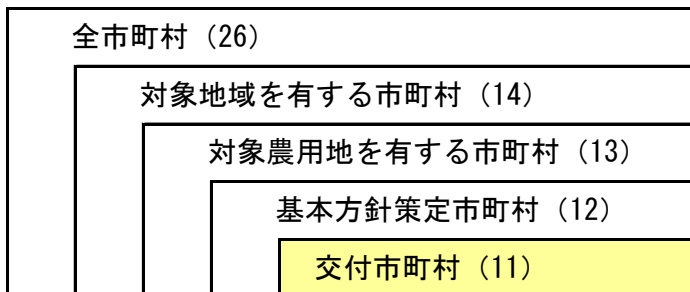 全市町村（26）
対象地域を有する市町村（14）
対象農用地を有する市町村（13）
基本方針策定市町村（12）
交付市町村（11）